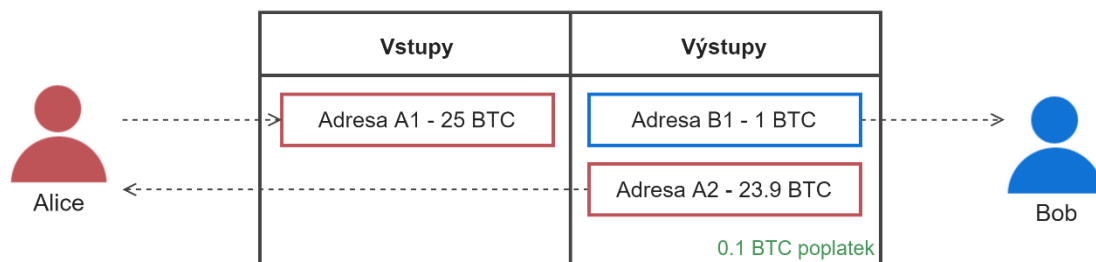 Vstupy
Výstupy
Adresa A1 - 25 BTC
Adresa B1 - 1 BTC
Adresa A2 - 23.9 BTC
Alice
Bob
0.1 BTC poplatek